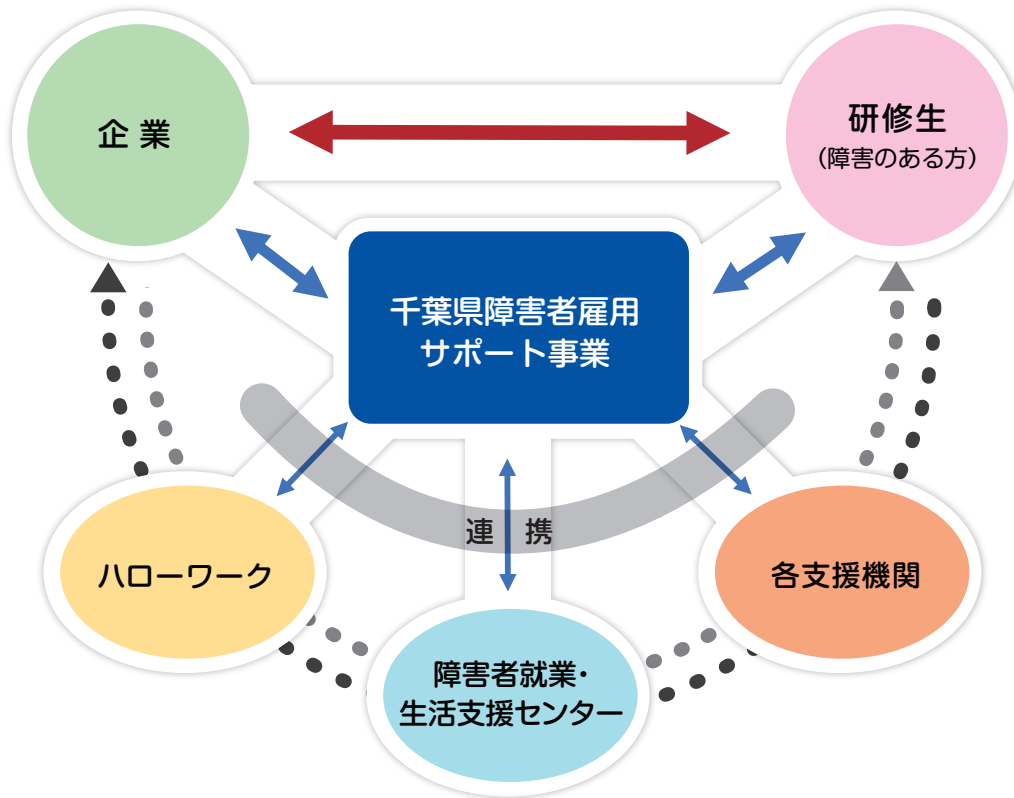 企業
研修生
（障害のある方）
千葉県障害者雇用
サポート事業
連携
ハローワーク
各支援機関
障害者就業・
生活支援センター